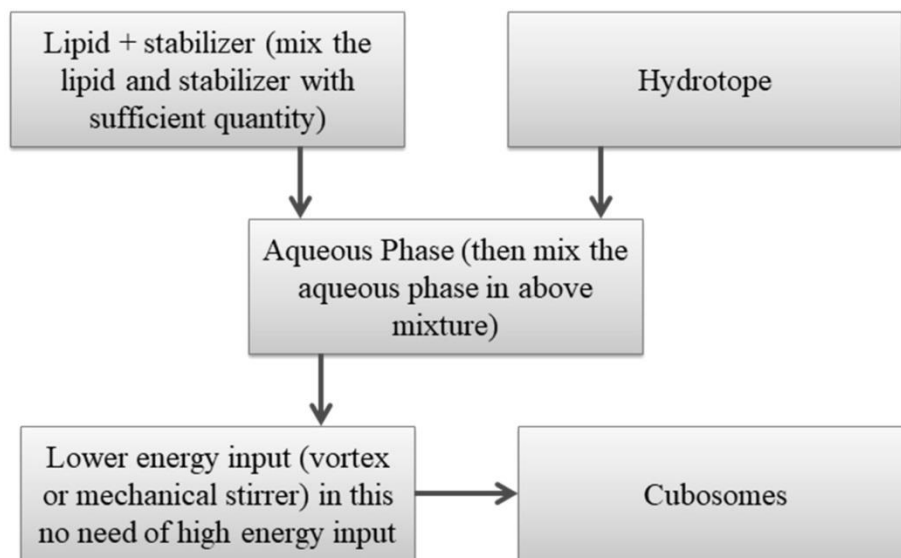 Lipid + stabilizer (mix the
lipid and stabilizer with
sufficient quantity)
Hydrotope
Aqueous Phase (then mix the
aqueous phase in above
mixture)
Lower energy input (vortex
or mechanical stirrer) in this
no need of high energy input
Cubosomes